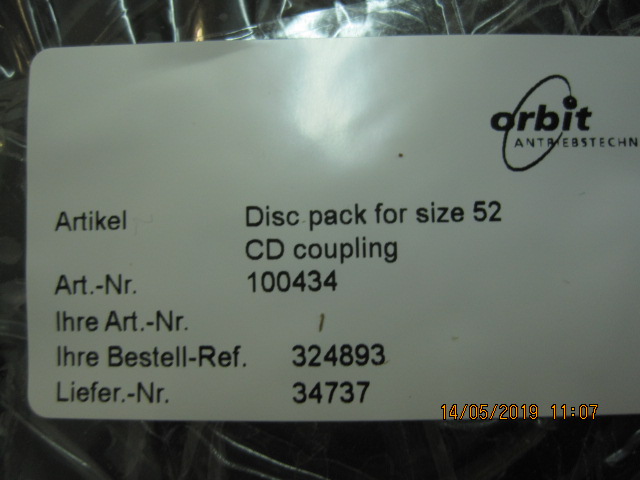 orbit
ANTRIEBSTECHN
Artikel Disc pack for size 52
CD coupling
Art.-Nr. 100434
Ihre Art.-Nr. /
Ihre Bestell-Ref. 324893
Liefer.-Nr. 34737
14/05/2019 11:07